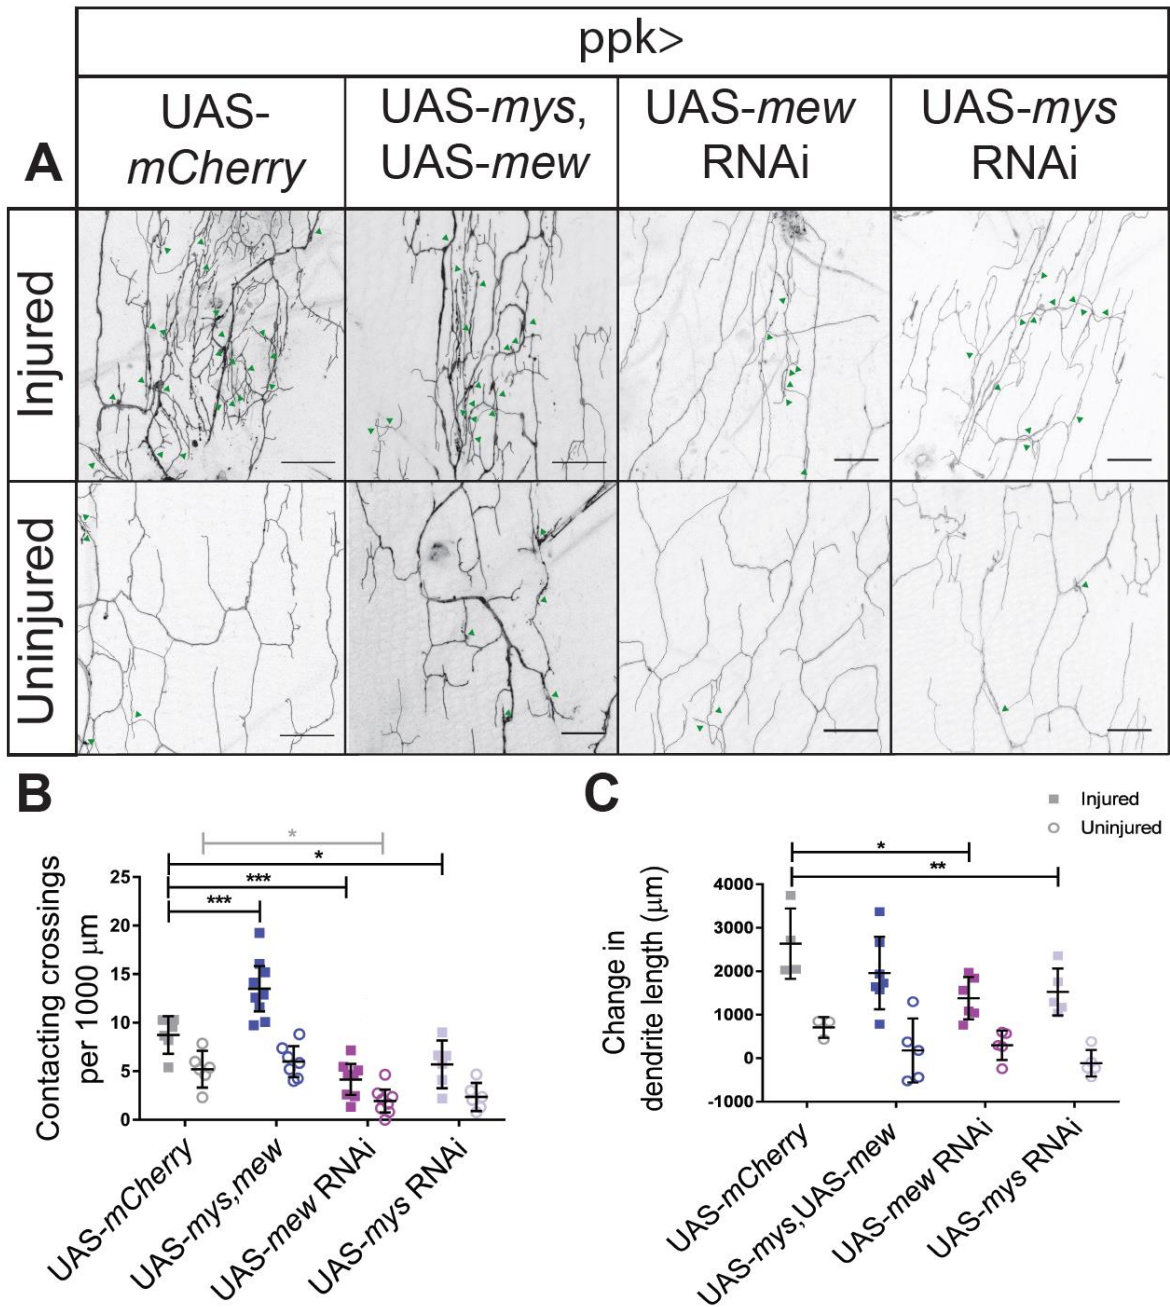 ppk>
A
UAS-
mCherry
UAS-mys,
UAS-mew
UAS-mew
RNAi
UAS-mys
RNAi
Injured
Uninjured
B
Contacting crossings
per 1000 μm
25
20
15
10
5
0
*
*
***
***
UAS-mCherry
UAS-mys,mew
UAS-mew RNAi
UAS-mys RNAi
C
Injured
Uninjured
Change in
dendrite length (μm)
4000
3000
2000
1000
0
-1000
*
**
UAS-mCherry
UAS-mys, UAS-mew
UAS-mew RNAi
UAS-mys RNAi